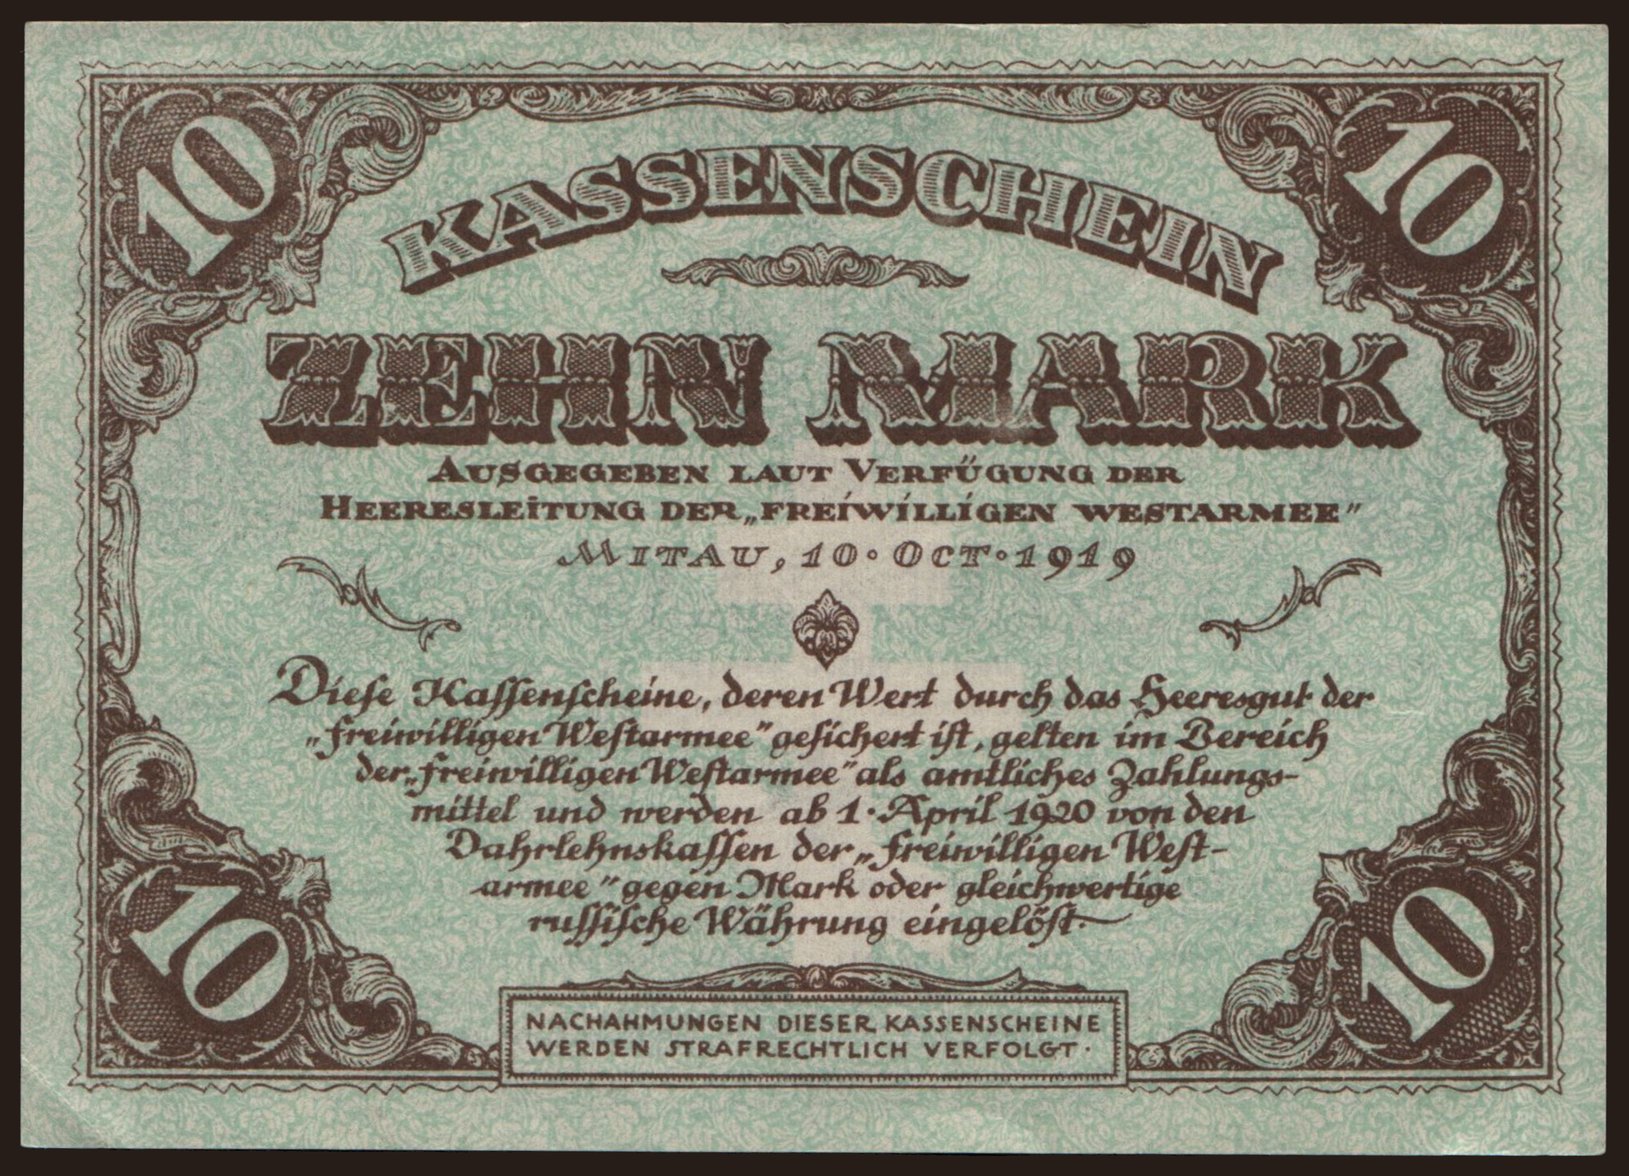 10 10
KASSENSCHEIN
ZEHN MARK
AUSGEGEBEN LAUT VERFÜGUNG DER
HEERESLEITUNG DER „FREIWILLIGEN WESTARMEE"
MITAU, 10. OCT. 1919
Dieſe Kaſſenſcheine, deren Wert durch das Heeresgut der
„Freiwilligen Weſtarmee" geſichert iſt, gelten im Bereich
der „Freiwilligen Weſtarmee" als amtliches Zahlungs-
mittel und werden ab 1. April 1920 von den
Dahrlehnskaſſen der „Freiwilligen Weſt-
armee" gegen Mark oder gleichwertige
ruſſiſche Währung eingelöſt.
10 10
NACHAHMUNGEN DIESER KASSENSCHEINE
WERDEN STRAFRECHTLICH VERFOLGT.